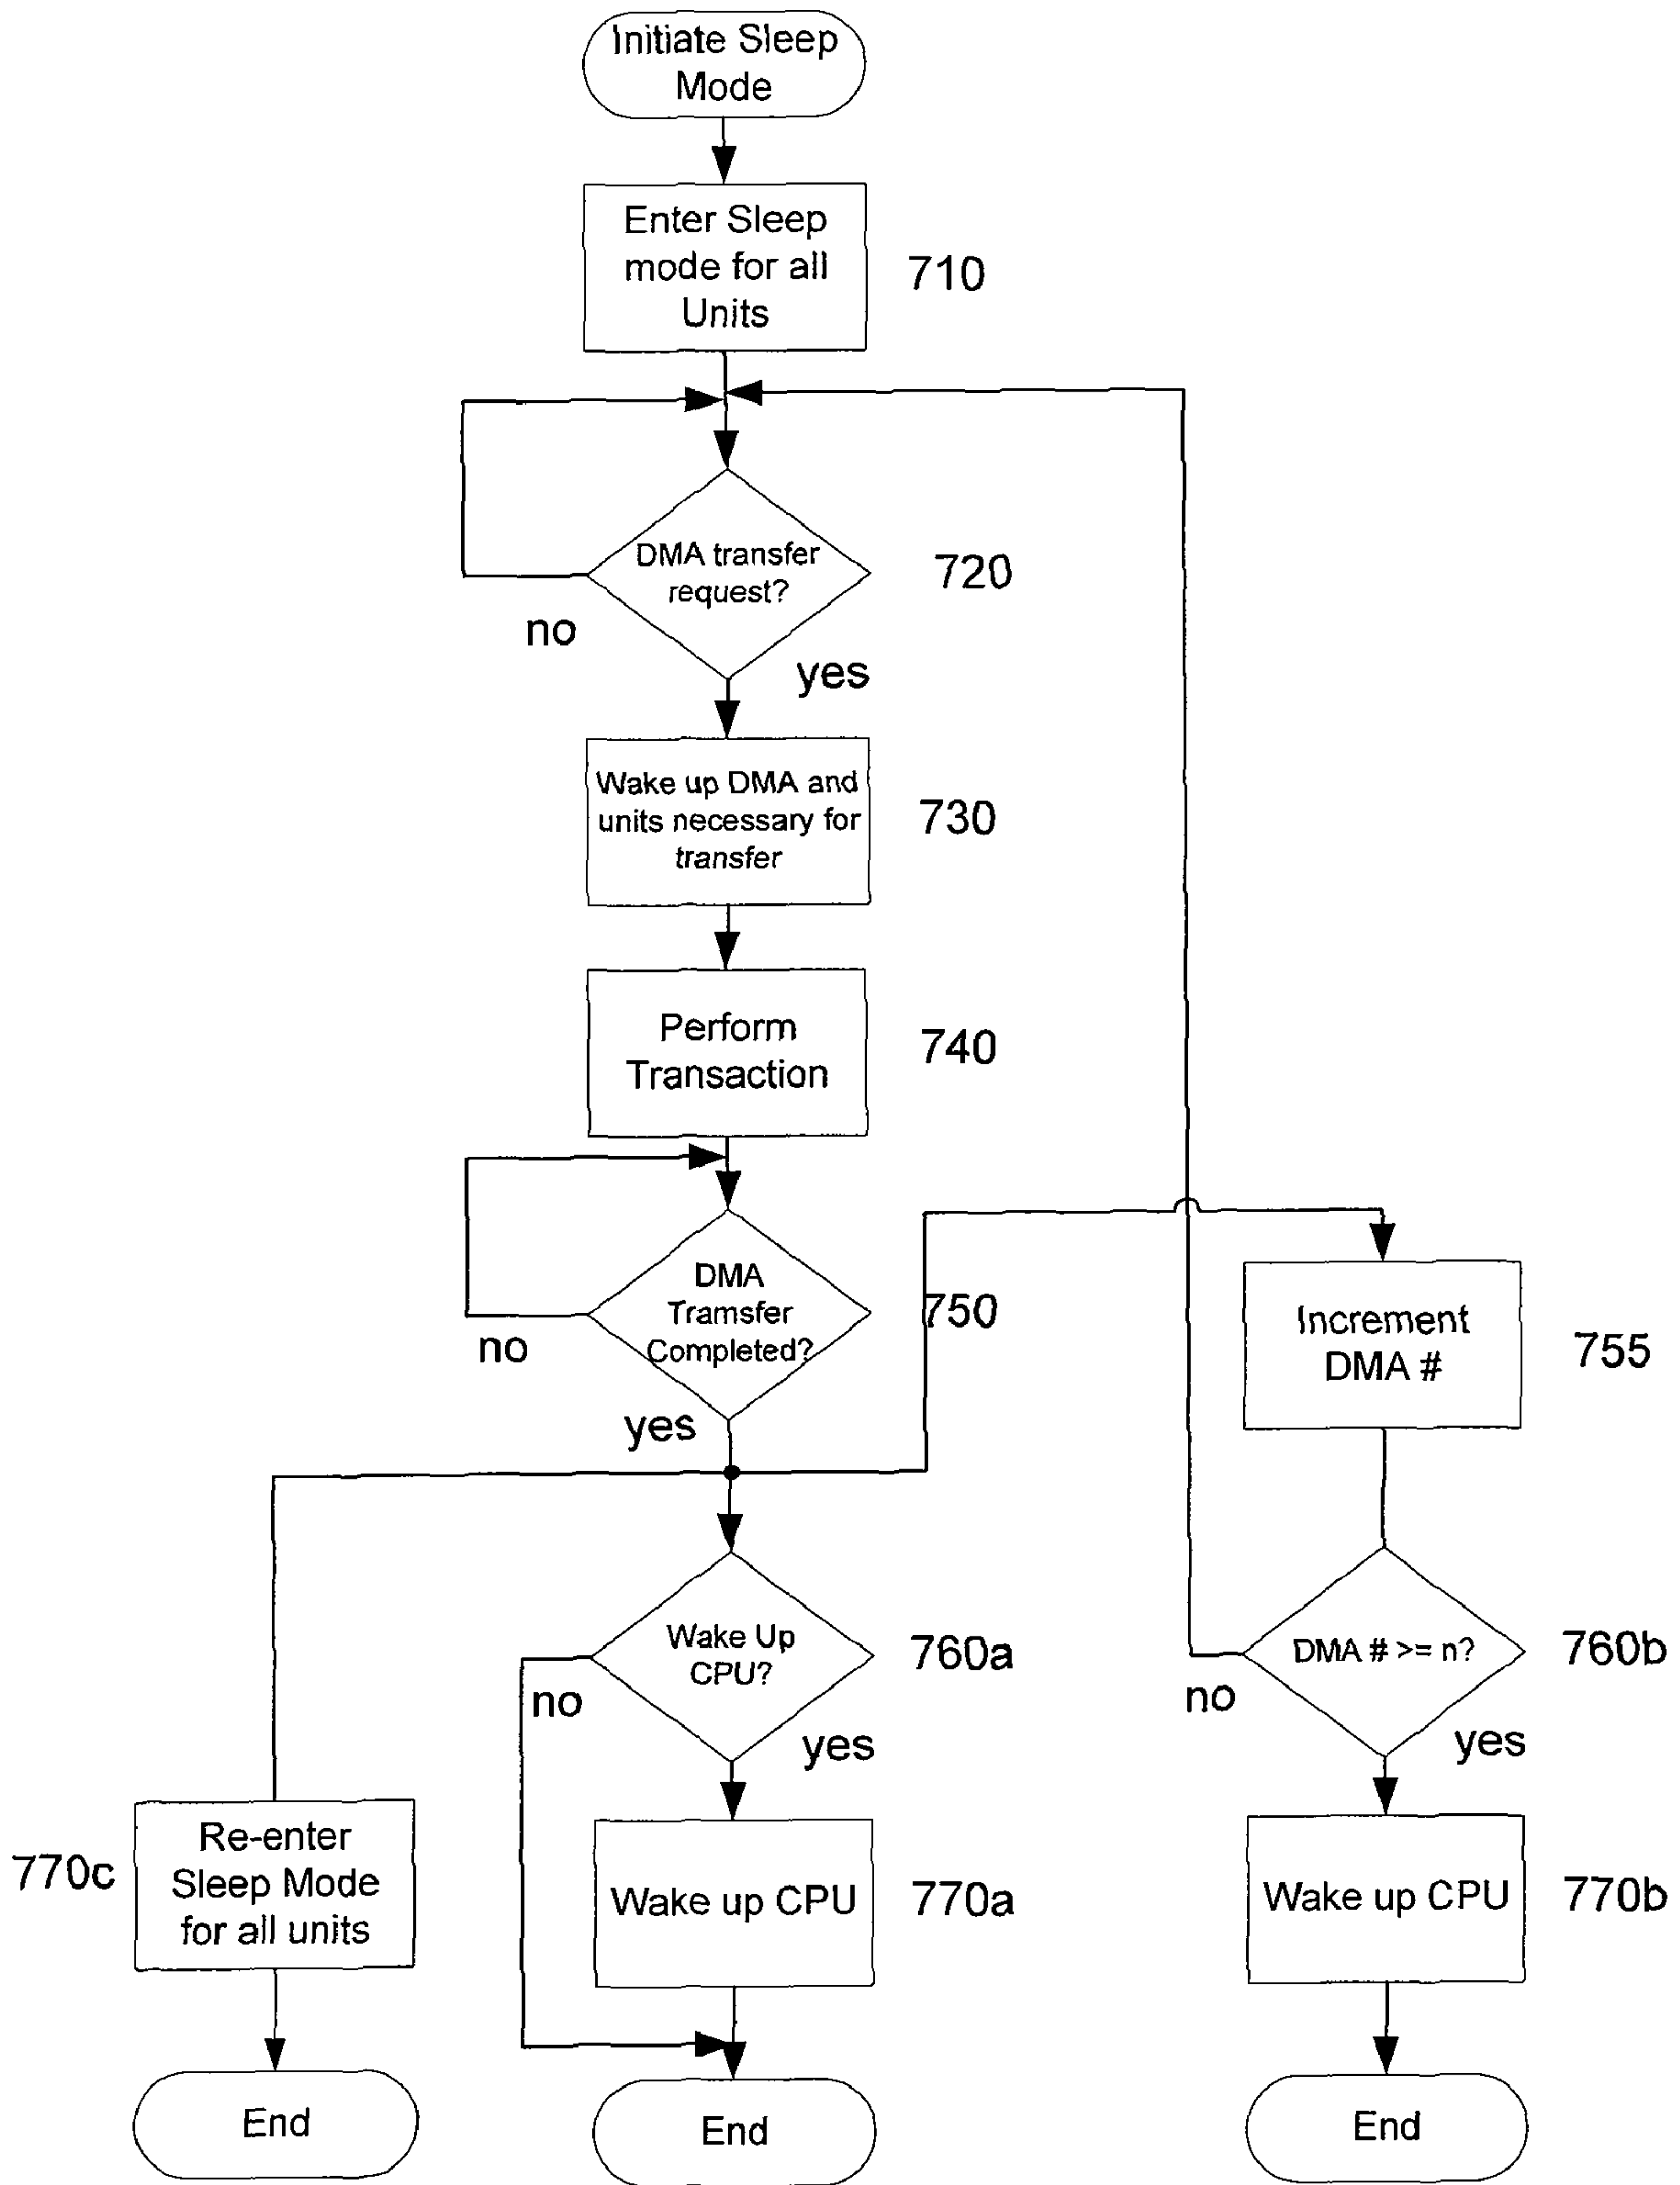 Initiate Sleep
Mode
Enter Sleep
mode for all
Units
710
DMA transfer
request?
720
no
yes
Wake up DMA and
units necessary for
transfer
730
Perform
Transaction
740
DMA
Tramsfer
Completed?
750
no
yes
Increment
DMA #
755
Wake Up
CPU?
760a
no
yes
DMA # >= n?
760b
no
yes
770c
Re-enter
Sleep Mode
for all units
Wake up CPU
770a
Wake up CPU
770b
End
End
End